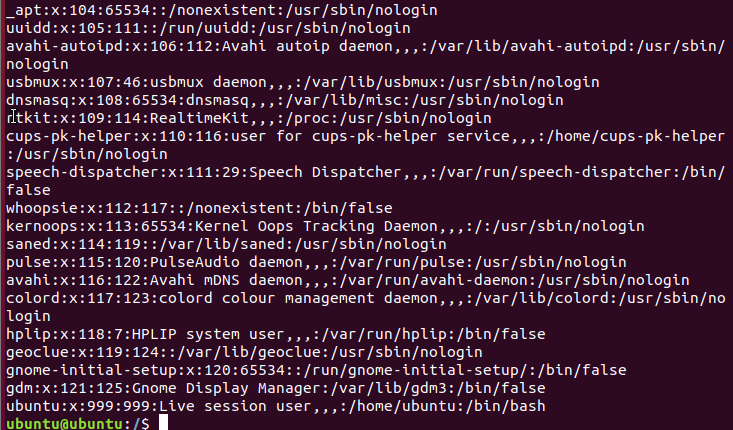 _apt:x:104:65534::/nonexistent:/usr/sbin/nologin
uuidd:x:105:111::/run/uuidd:/usr/sbin/nologin
avahi-autoipd:x:106:112:Avahi autoip daemon,,,:/var/lib/avahi-autoipd:/usr/sbin/
nologin
usbmux:x:107:46:usbmux daemon,,,:/var/lib/usbmux:/usr/sbin/nologin
dnsmasq:x:108:65534:dnsmasq,,,:/var/lib/misc:/usr/sbin/nologin
rtkit:x:109:114:RealtimeKit,,,:/proc:/usr/sbin/nologin
cups-pk-helper:x:110:116:user for cups-pk-helper service,,,:/home/cups-pk-helper
:/usr/sbin/nologin
speech-dispatcher:x:111:29:Speech Dispatcher,,,:/var/run/speech-dispatcher:/bin/
false
whoopsie:x:112:117::/nonexistent:/bin/false
kernoops:x:113:65534:Kernel Oops Tracking Daemon,,,:/:/usr/sbin/nologin
saned:x:114:119::/var/lib/saned:/usr/sbin/nologin
pulse:x:115:120:PulseAudio daemon,,,:/var/run/pulse:/usr/sbin/nologin
avahi:x:116:122:Avahi mDNS daemon,,,:/var/run/avahi-daemon:/usr/sbin/nologin
colord:x:117:123:colord colour management daemon,,,:/var/lib/colord:/usr/sbin/no
login
hplip:x:118:7:HPLIP system user,,,:/var/run/hplip:/bin/false
geoclue:x:119:124::/var/lib/geoclue:/usr/sbin/nologin
gnome-initial-setup:x:120:65534::/run/gnome-initial-setup/:/bin/false
gdm:x:121:125:Gnome Display Manager:/var/lib/gdm3:/bin/false
ubuntu:x:999:999:Live session user,,,:/home/ubuntu:/bin/bash
ubuntu@ubuntu:/$